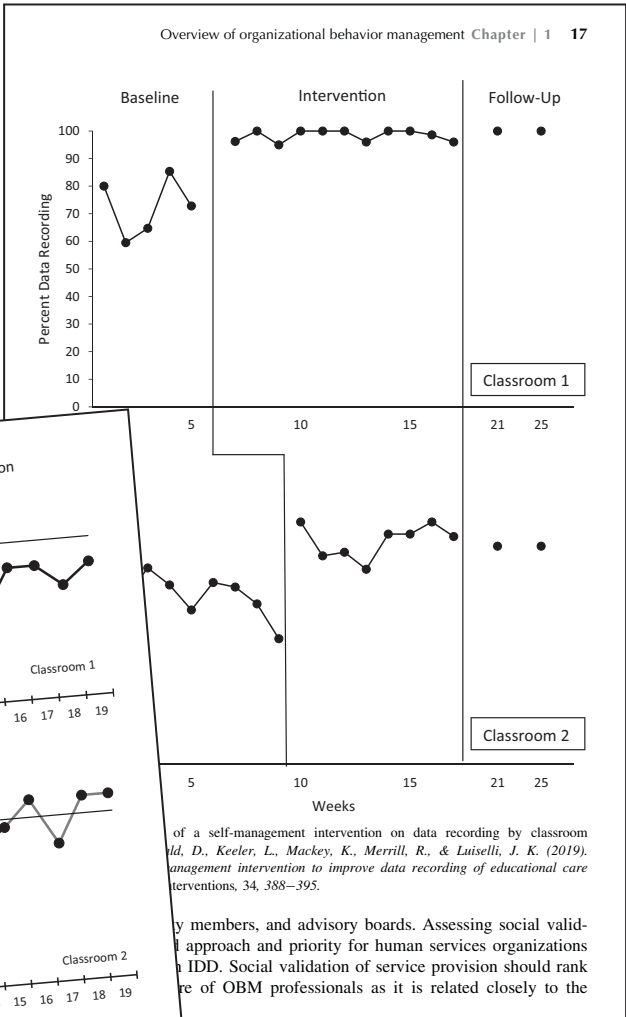 Overview of organizational behavior management Chapter | 1 17
Baseline Intervention Follow-Up
Percent Data Recording
100
90
80
70
60
50
40
30
20
10
0
Classroom 1
5 10 15 21 25
Classroom 2
5 10 15 21 25
Weeks
of a self-management intervention on data recording by classroom
ld, D., Keeler, L., Mackey, K., Merrill, R., & Luiselli, J. K. (2019).
anagement intervention to improve data recording of educational care
nterventions, 34, 388–395.
y members, and advisory boards. Assessing social valid-
approach and priority for human services organizations
IDD. Social validation of service provision should rank
re of OBM professionals as it is related closely to the
on
Classroom 1
16 17 18 19
Classroom 2
15 16 17 18 19